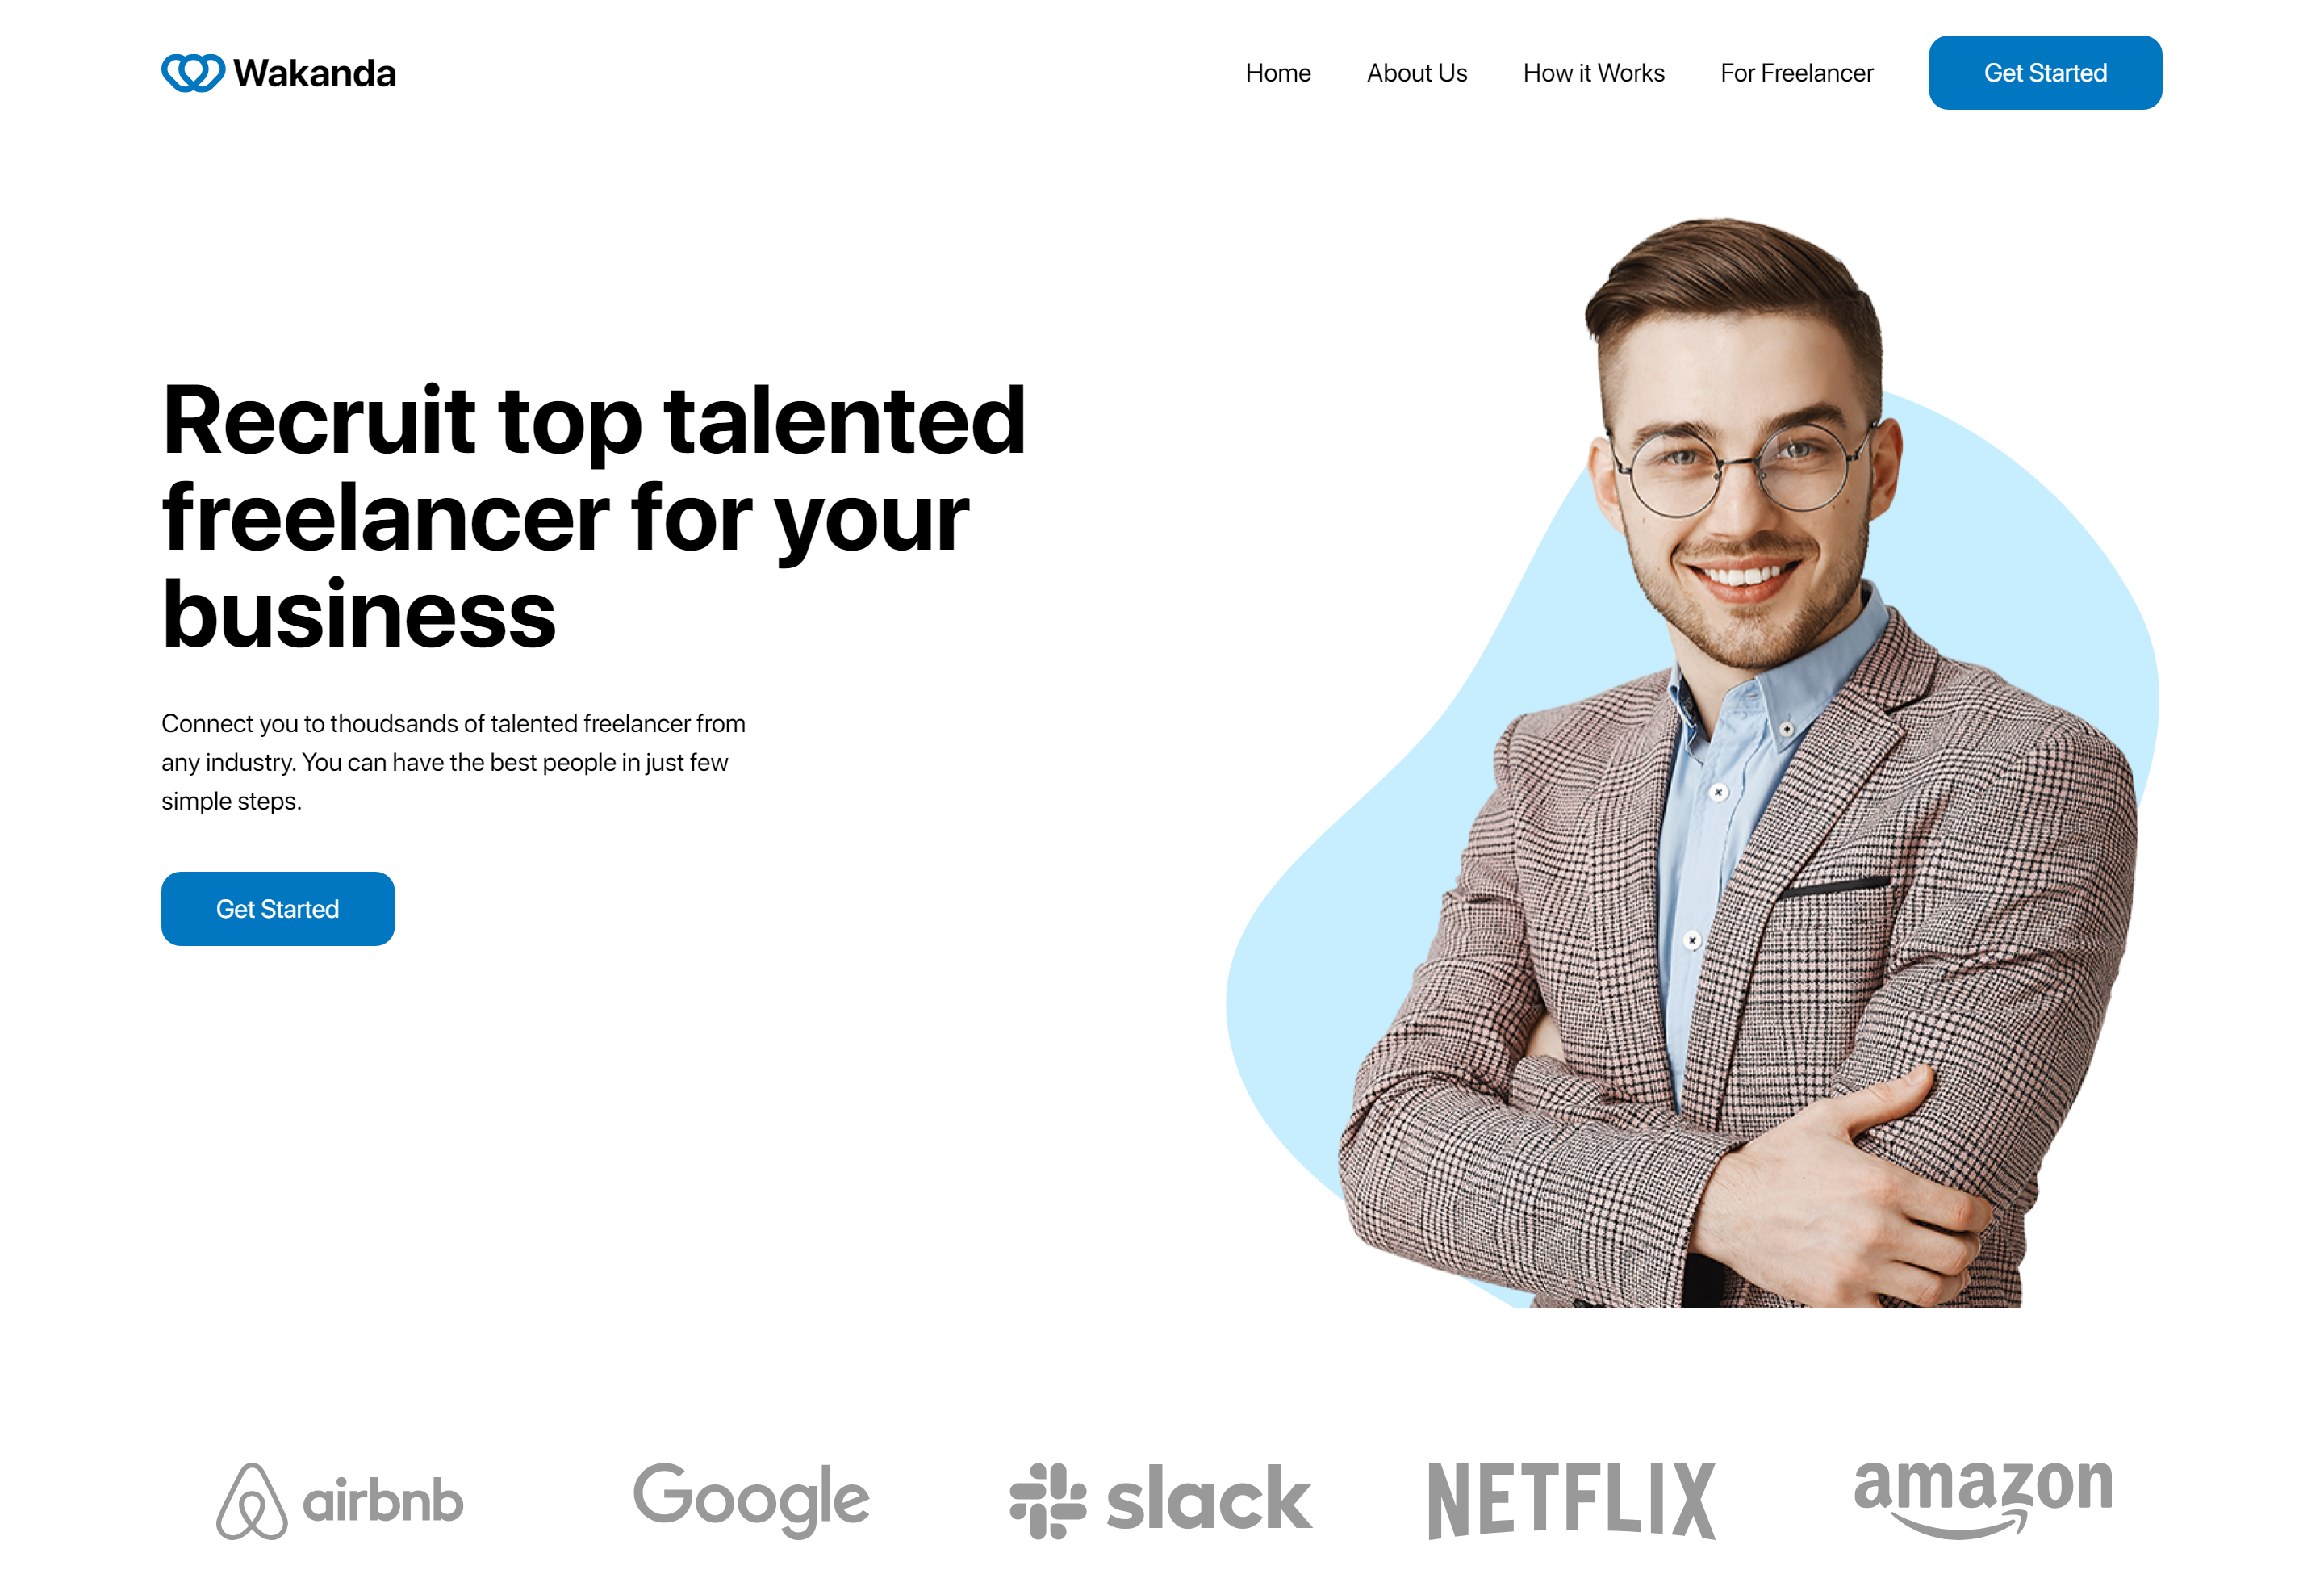 Wakanda
Home
About Us
How it Works
For Freelancer
Get Started
Recruit top talented
freelancer for your
business
Connect you to thoudsands of talented freelancer from
any industry. You can have the best people in just few
simple steps.
Get Started
airbnb
Google
slack
NETFLIX
amazon